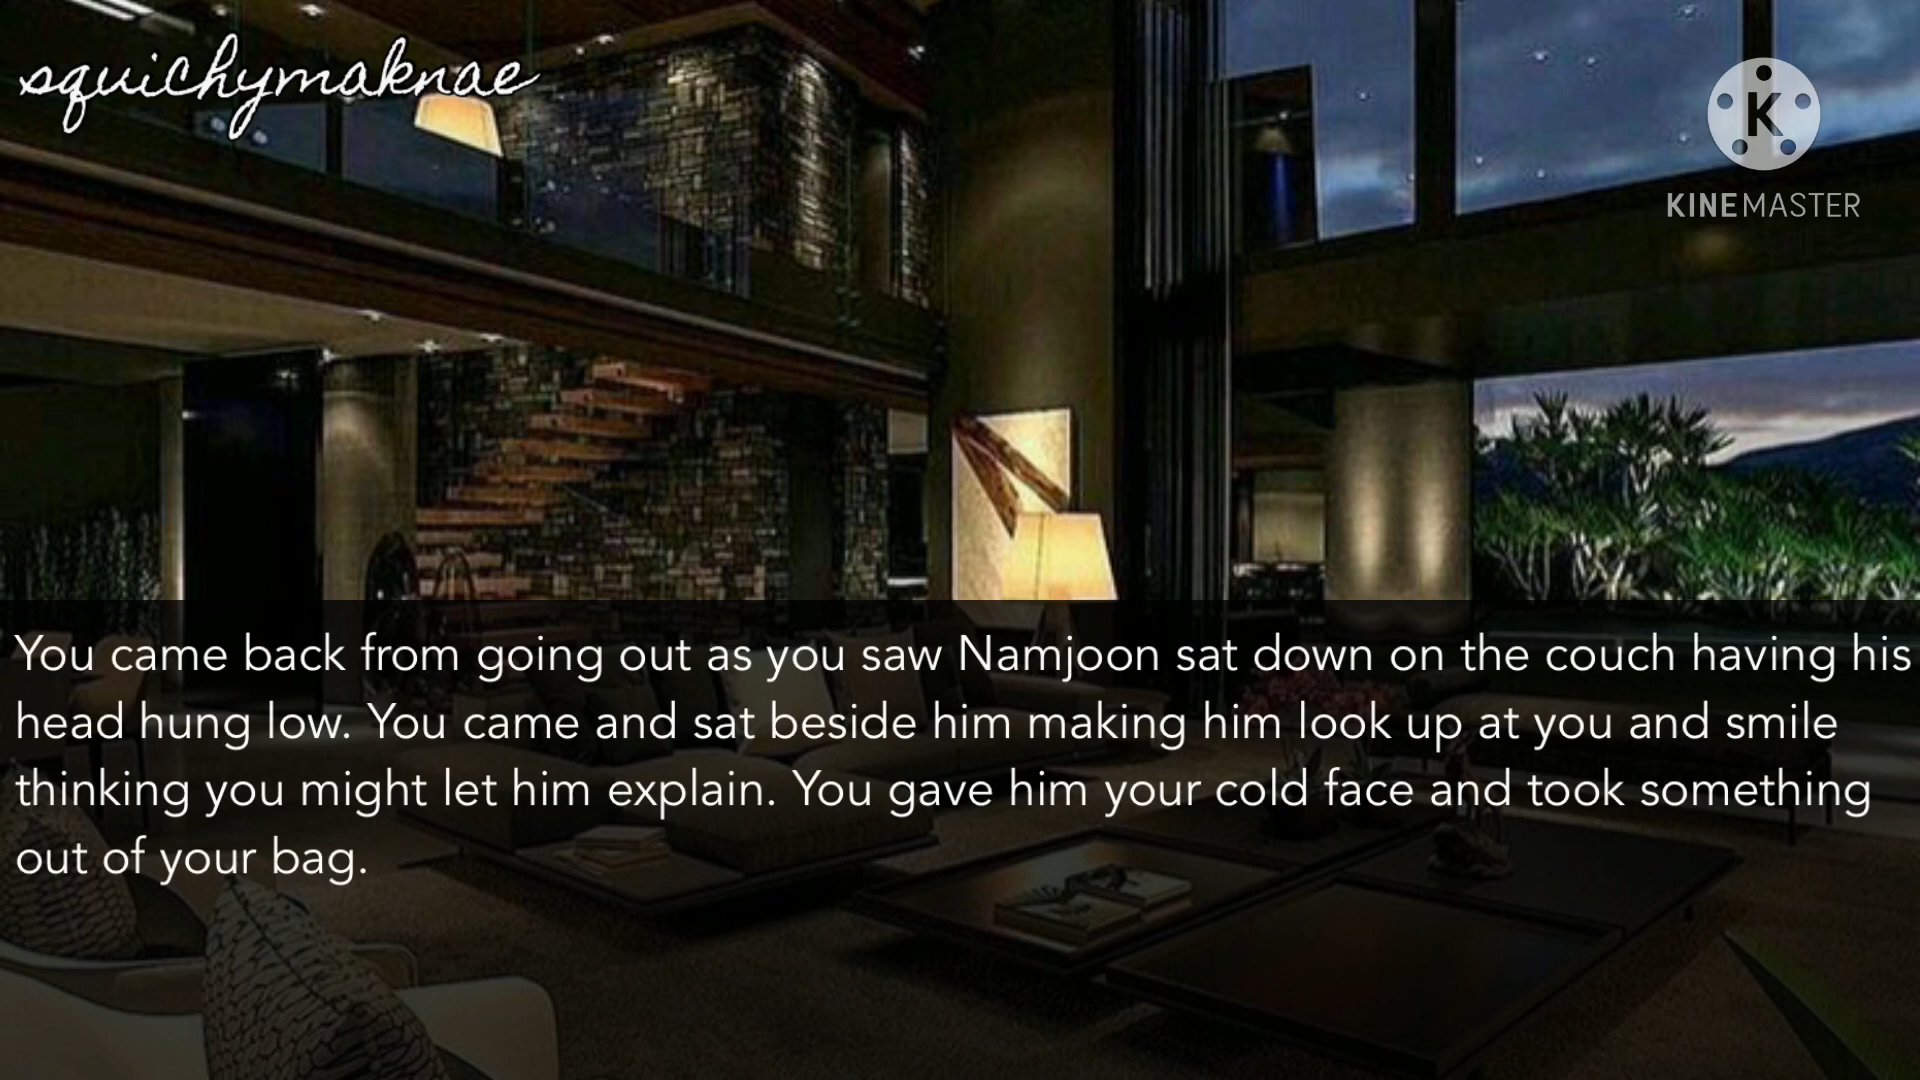 squichymaknae
K
KINEMASTER
You came back from going out as you saw Namjoon sat down on the couch having his
head hung low. You came and sat beside him making him look up at you and smile
thinking you might let him explain. You gave him your cold face and took something
out of your bag.